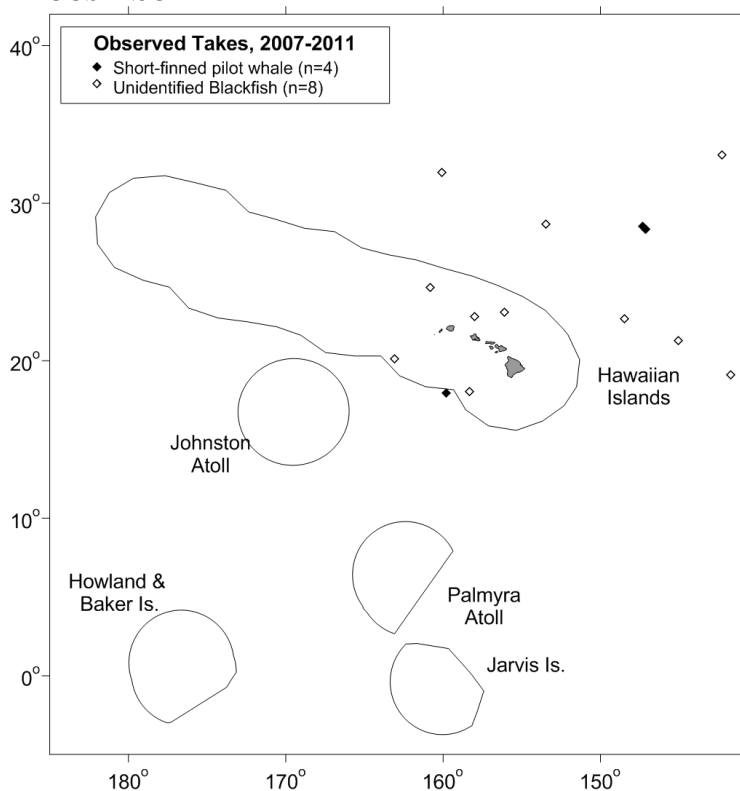 Observed Takes, 2007-2011
Short-finned pilot whale (n=4)
Unidentified Blackfish (n=8)
40°
30°
20°
10°
0°
Hawaiian
Islands
Johnston
Atoll
Howland &
Baker Is.
Palmyra
Atoll
Jarvis Is.
180°
170°
160°
150°